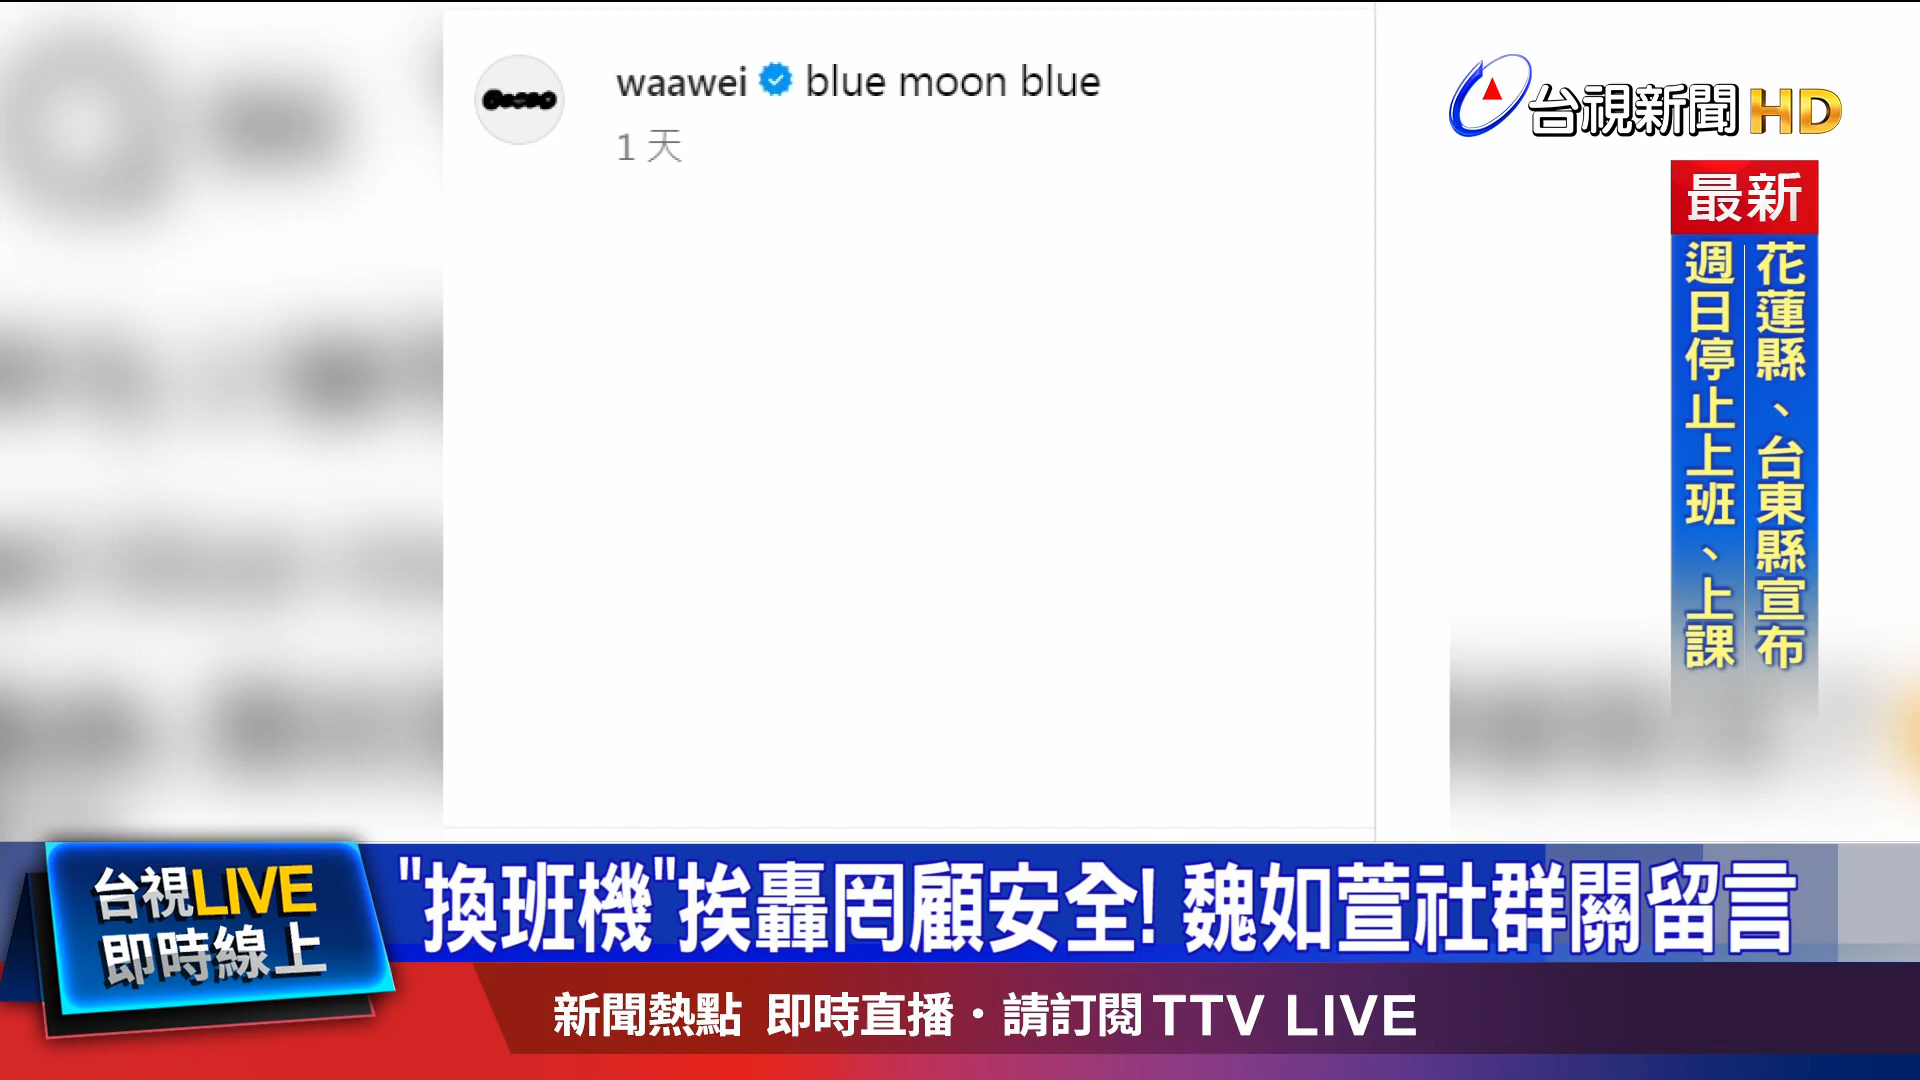 waawei blue moon blue
1 天
台視新聞HD
最新
花蓮縣、台東縣宣布
週日停止上班、上課
台視LIVE
即時線上
"換班機"挨轟罔顧安全! 魏如萱社群關留言
新聞熱點 即時直播·請訂閱TTV LIVE